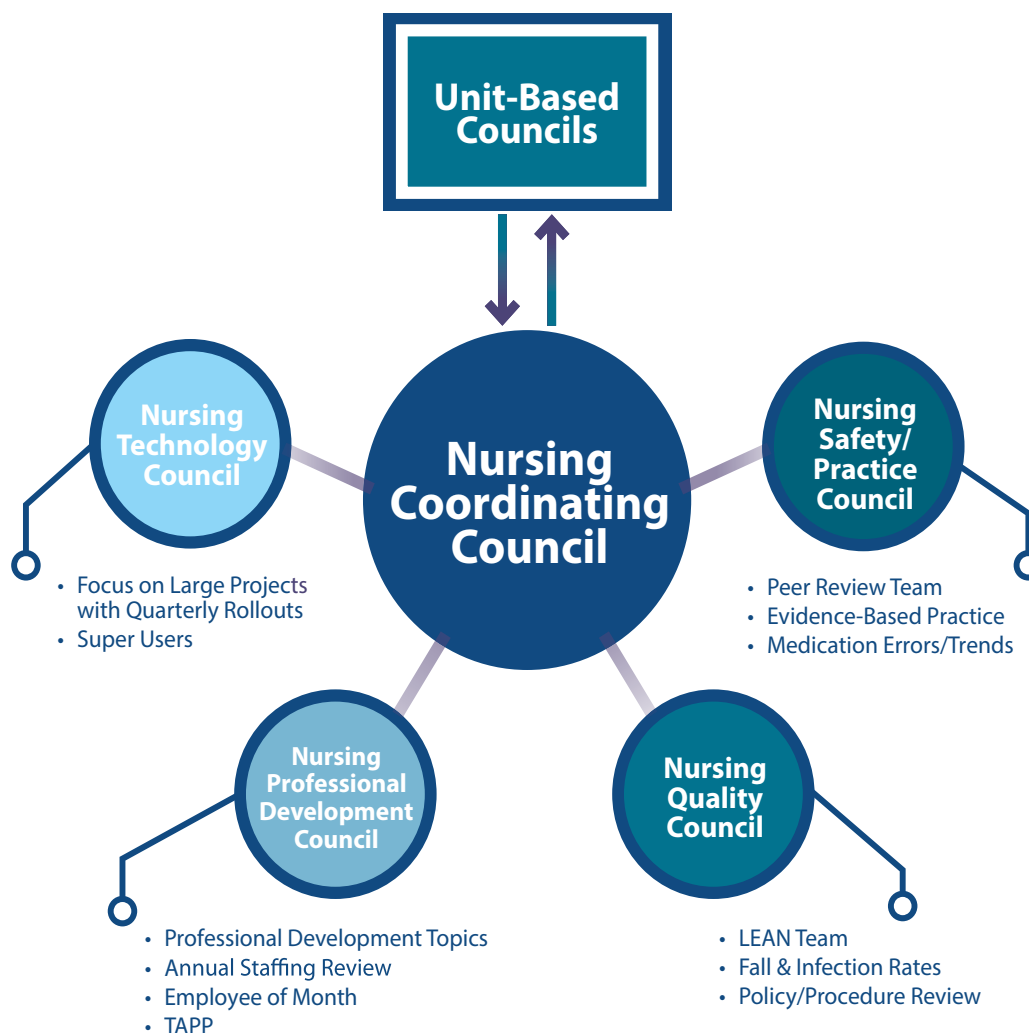 Unit-Based
Councils
Nursing
Technology
Council
Nursing
Coordinating
Council
Nursing
Safety/
Practice
Council
• Focus on Large Projects
with Quarterly Rollouts
• Super Users
• Peer Review Team
• Evidence-Based Practice
• Medication Errors/Trends
Nursing
Professional
Development
Council
Nursing
Quality
Council
• Professional Development Topics
• Annual Staffing Review
• Employee of Month
• TAPP
• LEAN Team
• Fall & Infection Rates
• Policy/Procedure Review